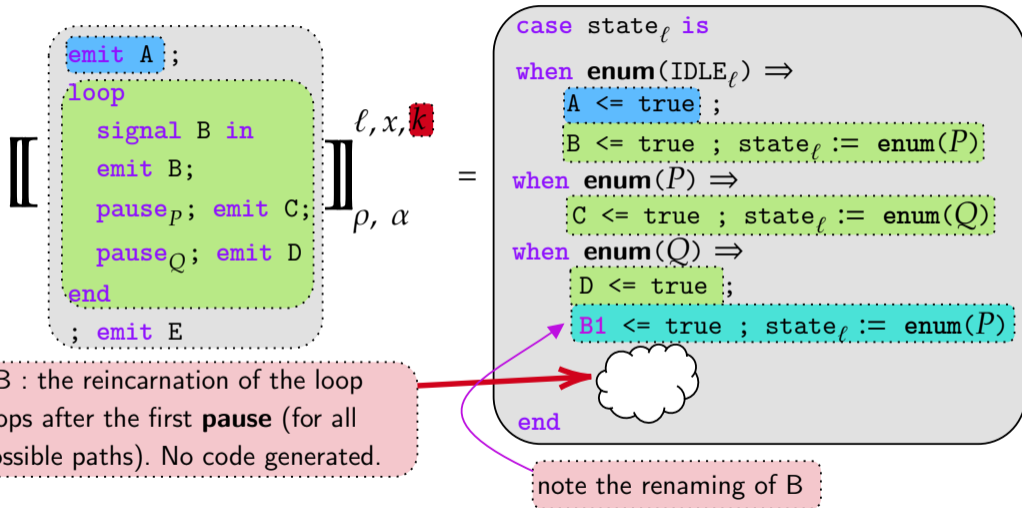 emit A ;
loop
signal B in
emit B;
pause_P; emit C;
pause_Q; emit D
end
; emit E
⟦ ⟧ ℓ, x, k
ρ, α
=
case state_ℓ is
when enum(IDLE_ℓ) ⇒
A <= true ;
B <= true ; state_ℓ := enum(P)
when enum(P) ⇒
C <= true ; state_ℓ := enum(Q)
when enum(Q) ⇒
D <= true ;
B1 <= true ; state_ℓ := enum(P)
end
B : the reincarnation of the loop
ops after the first pause (for all
ossible paths). No code generated.
note the renaming of B